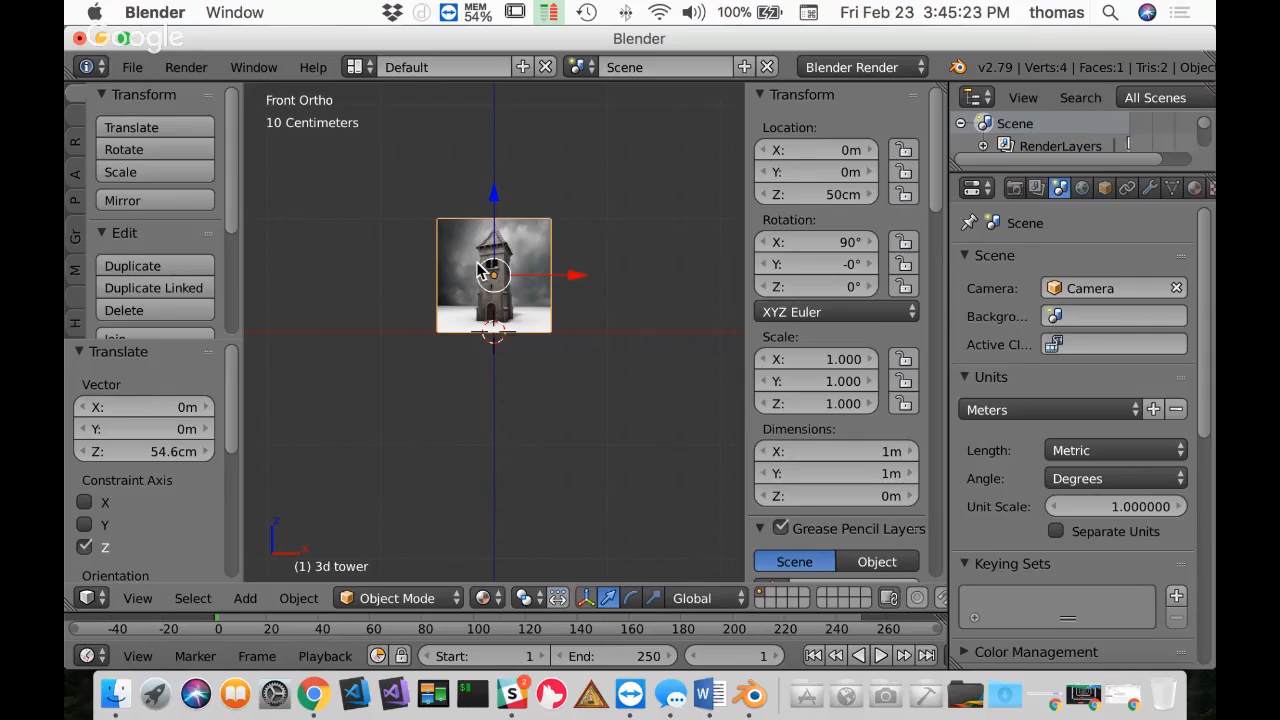 Blender Window MEM 54% 100% Fri Feb 23 3:45:23 PM thomas
Google
Blender
File Render Window Help Default Scene Blender Render v2.79 | Verts:4 | Faces:1 | Tris:2 | Objec
Transform
Translate
Rotate
Scale
Mirror
Edit
Duplicate
Duplicate Linked
Delete
Join
R
A
P
Gr
M
H
Translate
Vector
X: 0m
Y: 0m
Z: 54.6cm
Constraint Axis
X
Y
Z
Orientation
Front Ortho
10 Centimeters
z
x
(1) 3d tower
Transform
Location:
X: 0m
Y: 0m
Z: 50cm
Rotation:
X: 90°
Y: -0°
Z: 0°
XYZ Euler
Scale:
X: 1.000
Y: 1.000
Z: 1.000
Dimensions:
X: 1m
Y: 1m
Z: 0m
Grease Pencil Layers
Scene Object
View Search All Scenes
Scene
RenderLayers
Scene
Scene
Camera: Camera
Backgro...
Active Cl...
Units
Meters
Length: Metric
Angle: Degrees
Unit Scale: 1.000000
Separate Units
Keying Sets
Color Management
View Select Add Object Object Mode Global
-40 -20 0 20 40 60 80 100 120 140 160 180 200 220 240 260
View Marker Frame Playback Start: 1 End: 250 1
2